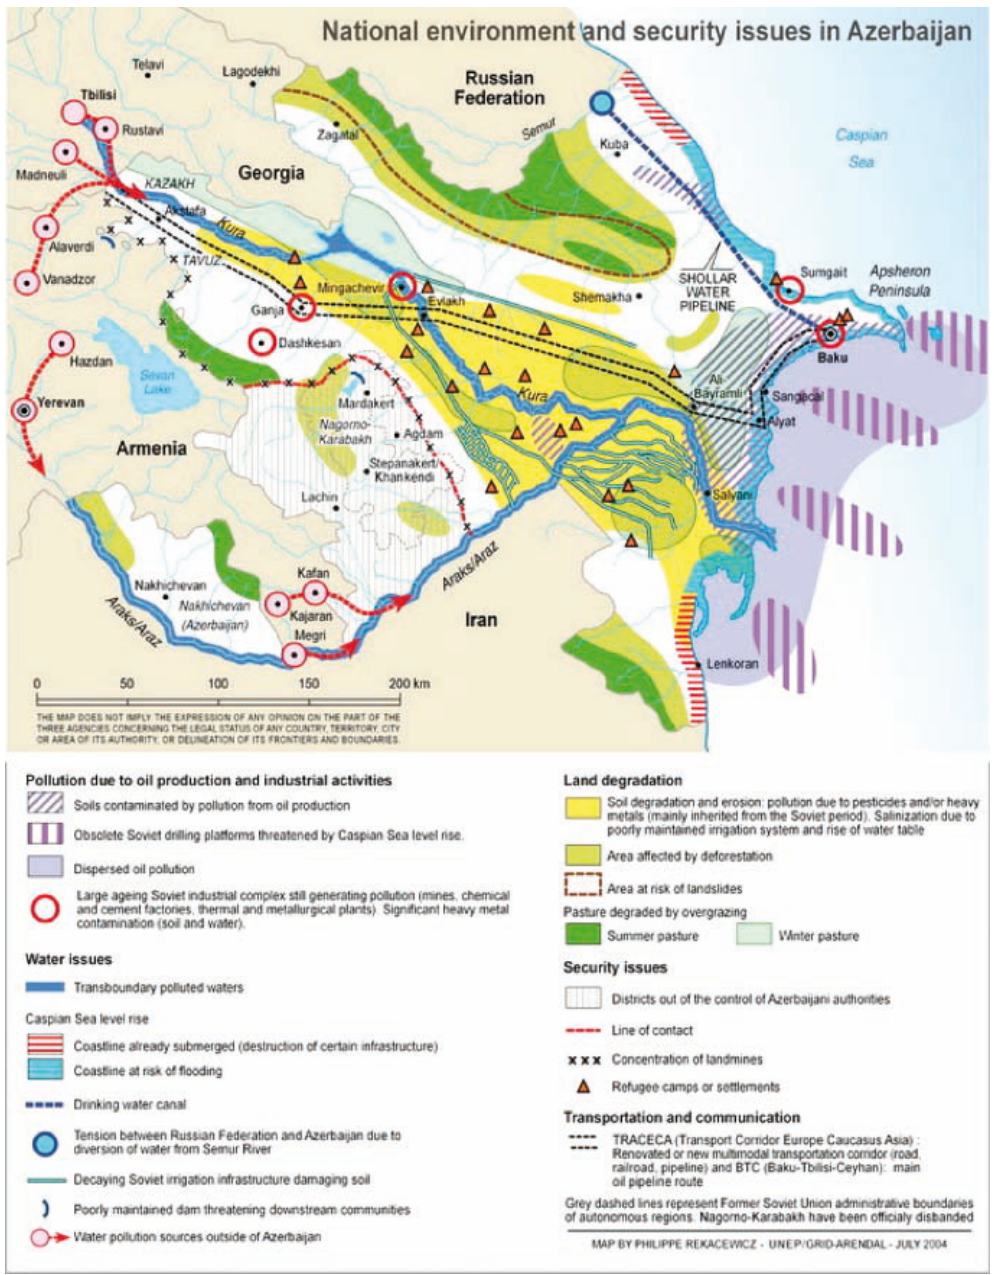 National environment and security issues in Azerbaijan
Telavi
Lagodekhi
Russian
Federation
Tbilisi
Rustavi
Zagatal
Semur
Kuba
Caspian
Sea
Madneuli
KAZAKH
Georgia
Akstafa
Kura
Alaverdi
TAVUZ
Vanadzor
Mingachevir
Evlakh
Shemakha
SHOLLAR
WATER
PIPELINE
Sumgait
Apsheron
Peninsula
Ganja
Dashkesan
Baku
Hazdan
Sevan
Lake
Yerevan
Mardakert
Kura
Ali-
Bayramli
Sangacal
Alyat
Nagorno-
Karabakh
Agdam
Armenia
Stepanakert/
Khankendi
Lachin
Salyani
Araks/Araz
Kafan
Nakhichevan
Nakhichevan
(Azerbaijan)
Kajaran
Megri
Araks/Araz
Iran
Lenkoran
0 50 100 150 200 km
THE MAP DOES NOT IMPLY THE EXPRESSION OF ANY OPINION ON THE PART OF THE
THREE AGENCIES CONCERNING THE LEGAL STATUS OF ANY COUNTRY, TERRITORY, CITY
OR AREA OF ITS AUTHORITY, OR DELINEATION OF ITS FRONTIERS AND BOUNDARIES.
Pollution due to oil production and industrial activities
Soils contaminated by pollution from oil production
Obsolete Soviet drilling platforms threatened by Caspian Sea level rise.
Dispersed oil pollution
Large ageing Soviet industrial complex still generating pollution (mines, chemical
and cement factories, thermal and metallurgical plants). Significant heavy metal
contamination (soil and water).
Water issues
Transboundary polluted waters
Caspian Sea level rise
Coastline already submerged (destruction of certain infrastructure)
Coastline at risk of flooding
Drinking water canal
Tension between Russian Federation and Azerbaijan due to
diversion of water from Semur River
Decaying Soviet irrigation infrastructure damaging soil
Poorly maintained dam threatening downstream communities
Water pollution sources outside of Azerbaijan
Land degradation
Soil degradation and erosion: pollution due to pesticides and/or heavy
metals (mainly inherited from the Soviet period). Salinization due to
poorly maintained irrigation system and rise of water table
Area affected by deforestation
Area at risk of landslides
Pasture degraded by overgrazing
Summer pasture
Winter pasture
Security issues
Districts out of the control of Azerbaijani authorities
Line of contact
x x x Concentration of landmines
Refugee camps or settlements
Transportation and communication
TRACECA (Transport Corridor Europe Caucasus Asia) :
Renovated or new multimodal transportation corridor (road,
railroad, pipeline) and BTC (Baku-Tbilisi-Ceyhan): main
oil pipeline route
Grey dashed lines represent Former Soviet Union administrative boundaries
of autonomous regions. Nagorno-Karabakh have been officialy disbanded
MAP BY PHILIPPE REKACEWICZ - UNEP/GRID-ARENDAL - JULY 2004